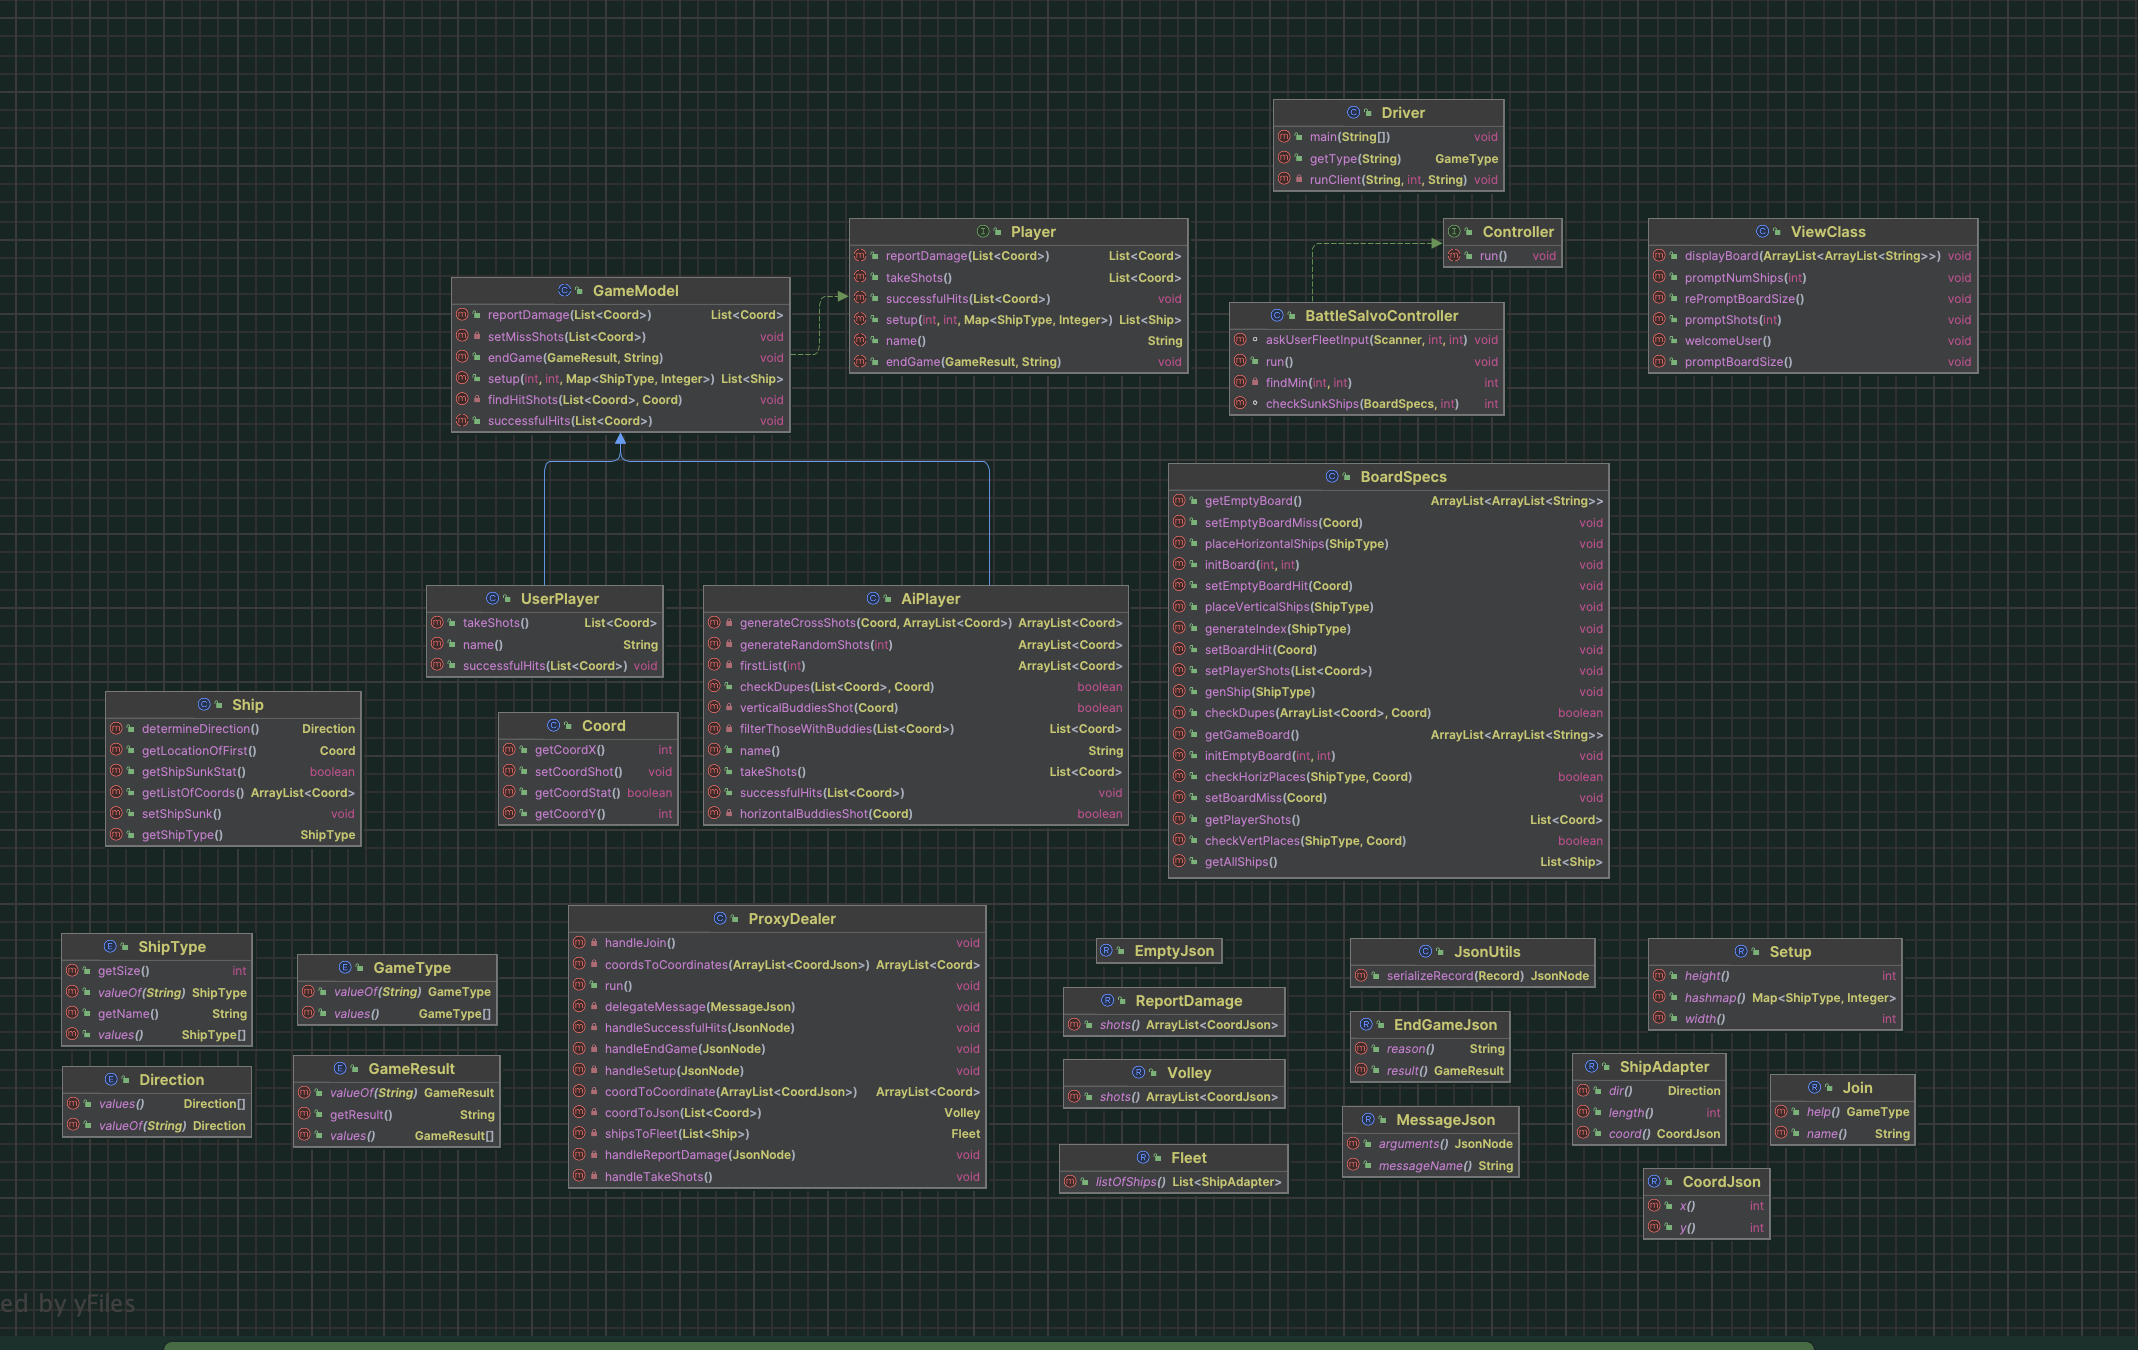 Driver
main(String[]) void
getType(String) GameType
runClient(String, int, String) void
Player
reportDamage(List<Coord>) List<Coord>
takeShots() List<Coord>
successfulHits(List<Coord>) void
setup(int, int, Map<ShipType, Integer>) List<Ship>
name() String
endGame(GameResult, String) void
Controller
run() void
ViewClass
displayBoard(ArrayList<ArrayList<String>>) void
promptNumShips(int) void
rePromptBoardSize() void
promptShots(int) void
welcomeUser() void
promptBoardSize() void
GameModel
reportDamage(List<Coord>) List<Coord>
setMissShots(List<Coord>) void
endGame(GameResult, String) void
setup(int, int, Map<ShipType, Integer>) List<Ship>
findHitShots(List<Coord>, Coord) void
successfulHits(List<Coord>) void
BattleSalvoController
askUserFleetInput(Scanner, int, int) void
run() void
findMin(int, int) int
checkSunkShips(BoardSpecs, int) int
BoardSpecs
getEmptyBoard() ArrayList<ArrayList<String>>
setEmptyBoardMiss(Coord) void
placeHorizontalShips(ShipType) void
initBoard(int, int) void
setEmptyBoardHit(Coord) void
placeVerticalShips(ShipType) void
generateIndex(ShipType) void
setBoardHit(Coord) void
setPlayerShots(List<Coord>) void
genShip(ShipType) void
checkDupes(ArrayList<Coord>, Coord) boolean
getGameBoard() ArrayList<ArrayList<String>>
initEmptyBoard(int, int) void
checkHorizPlaces(ShipType, Coord) boolean
setBoardMiss(Coord) void
getPlayerShots() List<Coord>
checkVertPlaces(ShipType, Coord) boolean
getAllShips() List<Ship>
UserPlayer
takeShots() List<Coord>
name() String
successfulHits(List<Coord>) void
AiPlayer
generateCrossShots(Coord, ArrayList<Coord>) ArrayList<Coord>
generateRandomShots(int) ArrayList<Coord>
firstList(int) ArrayList<Coord>
checkDupes(List<Coord>, Coord) boolean
verticalBuddiesShot(Coord) boolean
filterThoseWithBuddies(List<Coord>) List<Coord>
name() String
takeShots() List<Coord>
successfulHits(List<Coord>) void
horizontalBuddiesShot(Coord) boolean
Ship
determineDirection() Direction
getLocationOfFirst() Coord
getShipSunkStat() boolean
getListOfCoords() ArrayList<Coord>
setShipSunk() void
getShipType() ShipType
Coord
getCoordX() int
setCoordShot() void
getCoordStat() boolean
getCoordY() int
ShipType
getSize() int
valueOf(String) ShipType
getName() String
values() ShipType[]
GameType
valueOf(String) GameType
values() GameType[]
Direction
values() Direction[]
valueOf(String) Direction
GameResult
valueOf(String) GameResult
getResult() String
values() GameResult[]
ProxyDealer
handleJoin() void
coordsToCoordinates(ArrayList<CoordJson>) ArrayList<Coord>
run() void
delegateMessage(MessageJson) void
handleSuccessfulHits(JsonNode) void
handleEndGame(JsonNode) void
handleSetup(JsonNode) void
coordToCoordinate(ArrayList<CoordJson>) ArrayList<Coord>
coordToJson(List<Coord>) Volley
shipsToFleet(List<Ship>) Fleet
handleReportDamage(JsonNode) void
handleTakeShots() void
EmptyJson
ReportDamage
shots() ArrayList<CoordJson>
Volley
shots() ArrayList<CoordJson>
Fleet
listOfShips() List<ShipAdapter>
JsonUtils
serializeRecord(Record) JsonNode
EndGameJson
reason() String
result() GameResult
MessageJson
arguments() JsonNode
messageName() String
Setup
height() int
hashmap() Map<ShipType, Integer>
width() int
ShipAdapter
dir() Direction
length() int
coord() CoordJson
Join
help() GameType
name() String
CoordJson
x() int
y() int
ed by yFiles